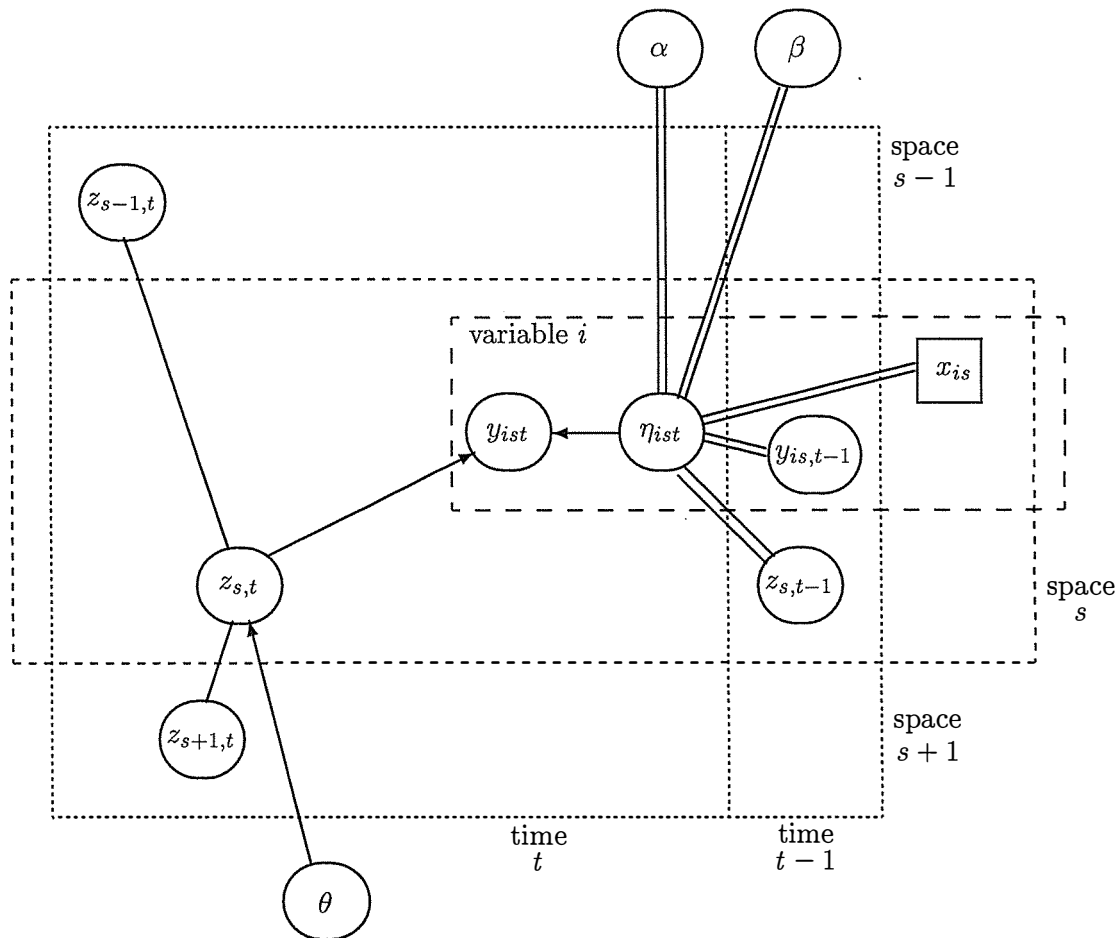 α
β
space
s − 1
z_{s−1,t}
variable i
x_{is}
y_{ist}
η_{ist}
y_{is,t−1}
z_{s,t}
z_{s,t−1}
space
s
z_{s+1,t}
space
s + 1
time
t
time
t − 1
θ